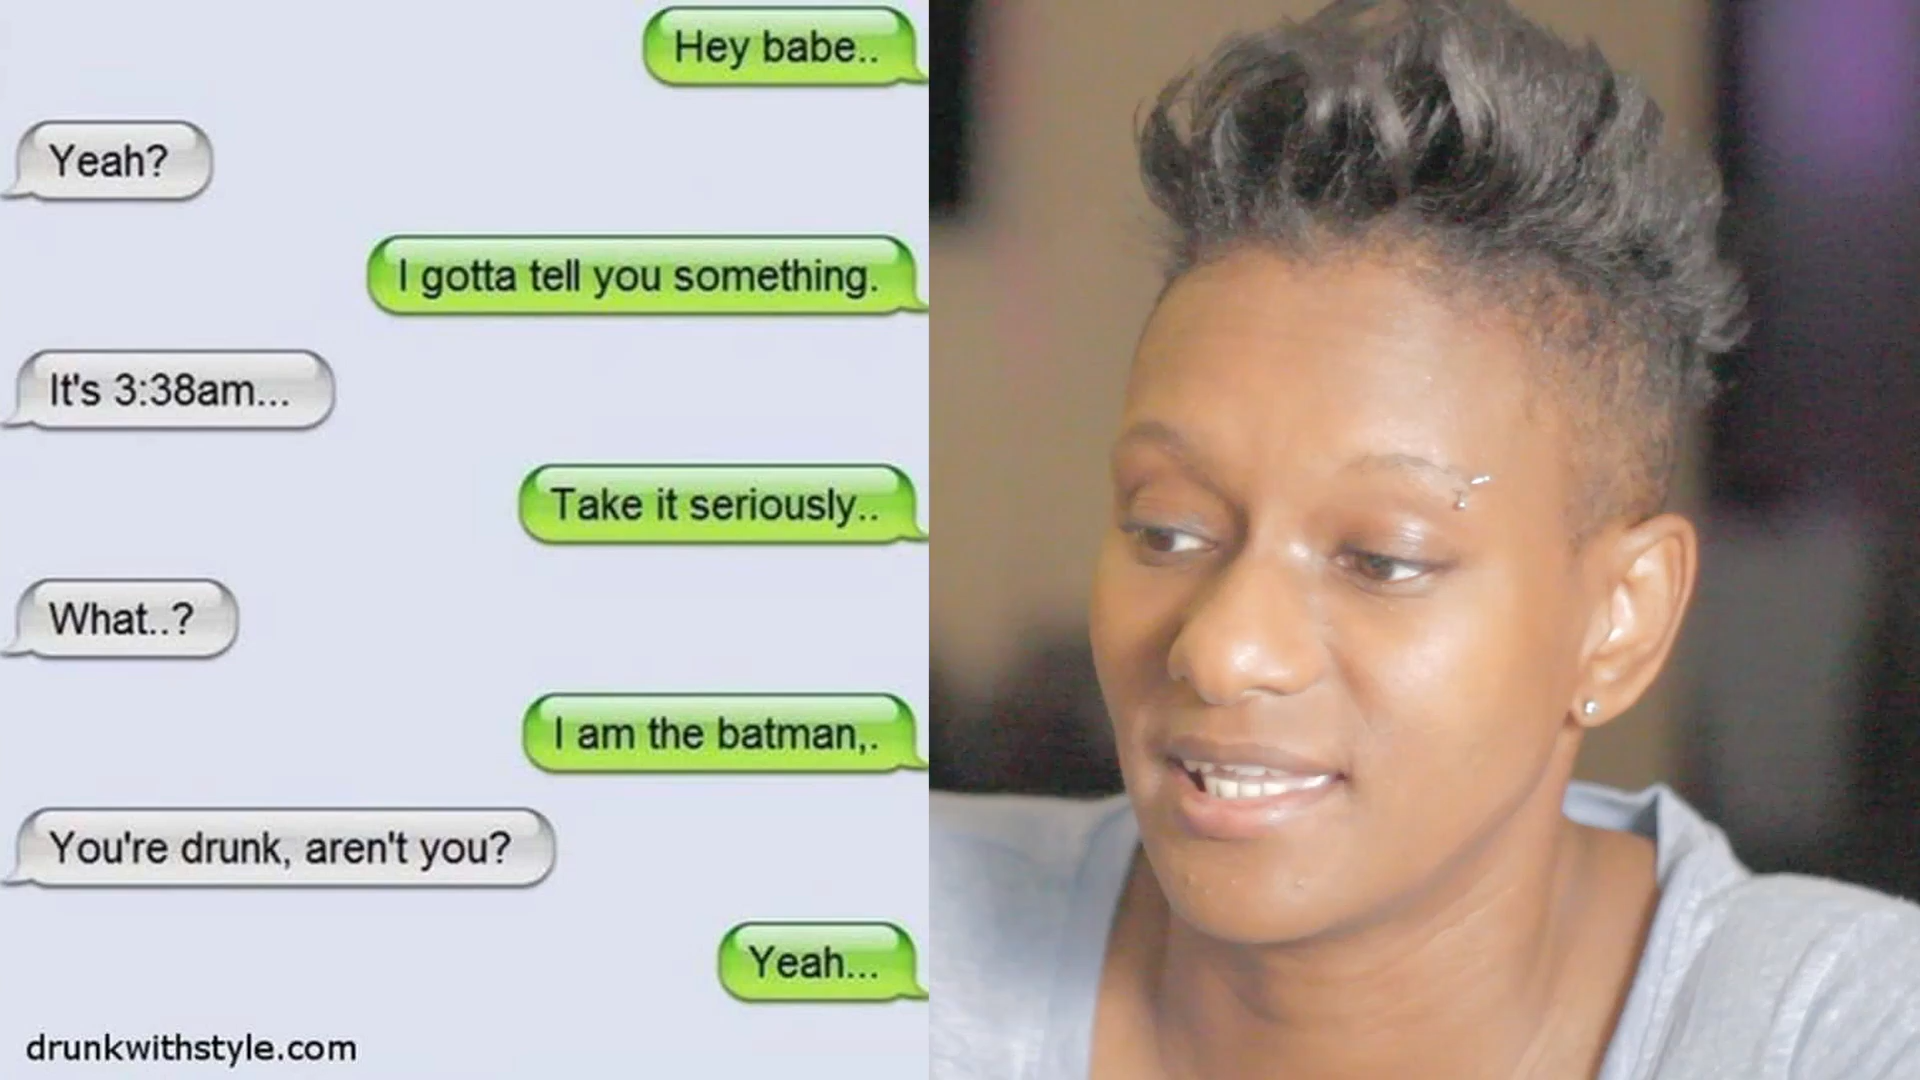 Hey babe..
Yeah?
I gotta tell you something.
It's 3:38am...
Take it seriously..
What..?
I am the batman,.
You're drunk, aren't you?
Yeah...
drunkwithstyle.com